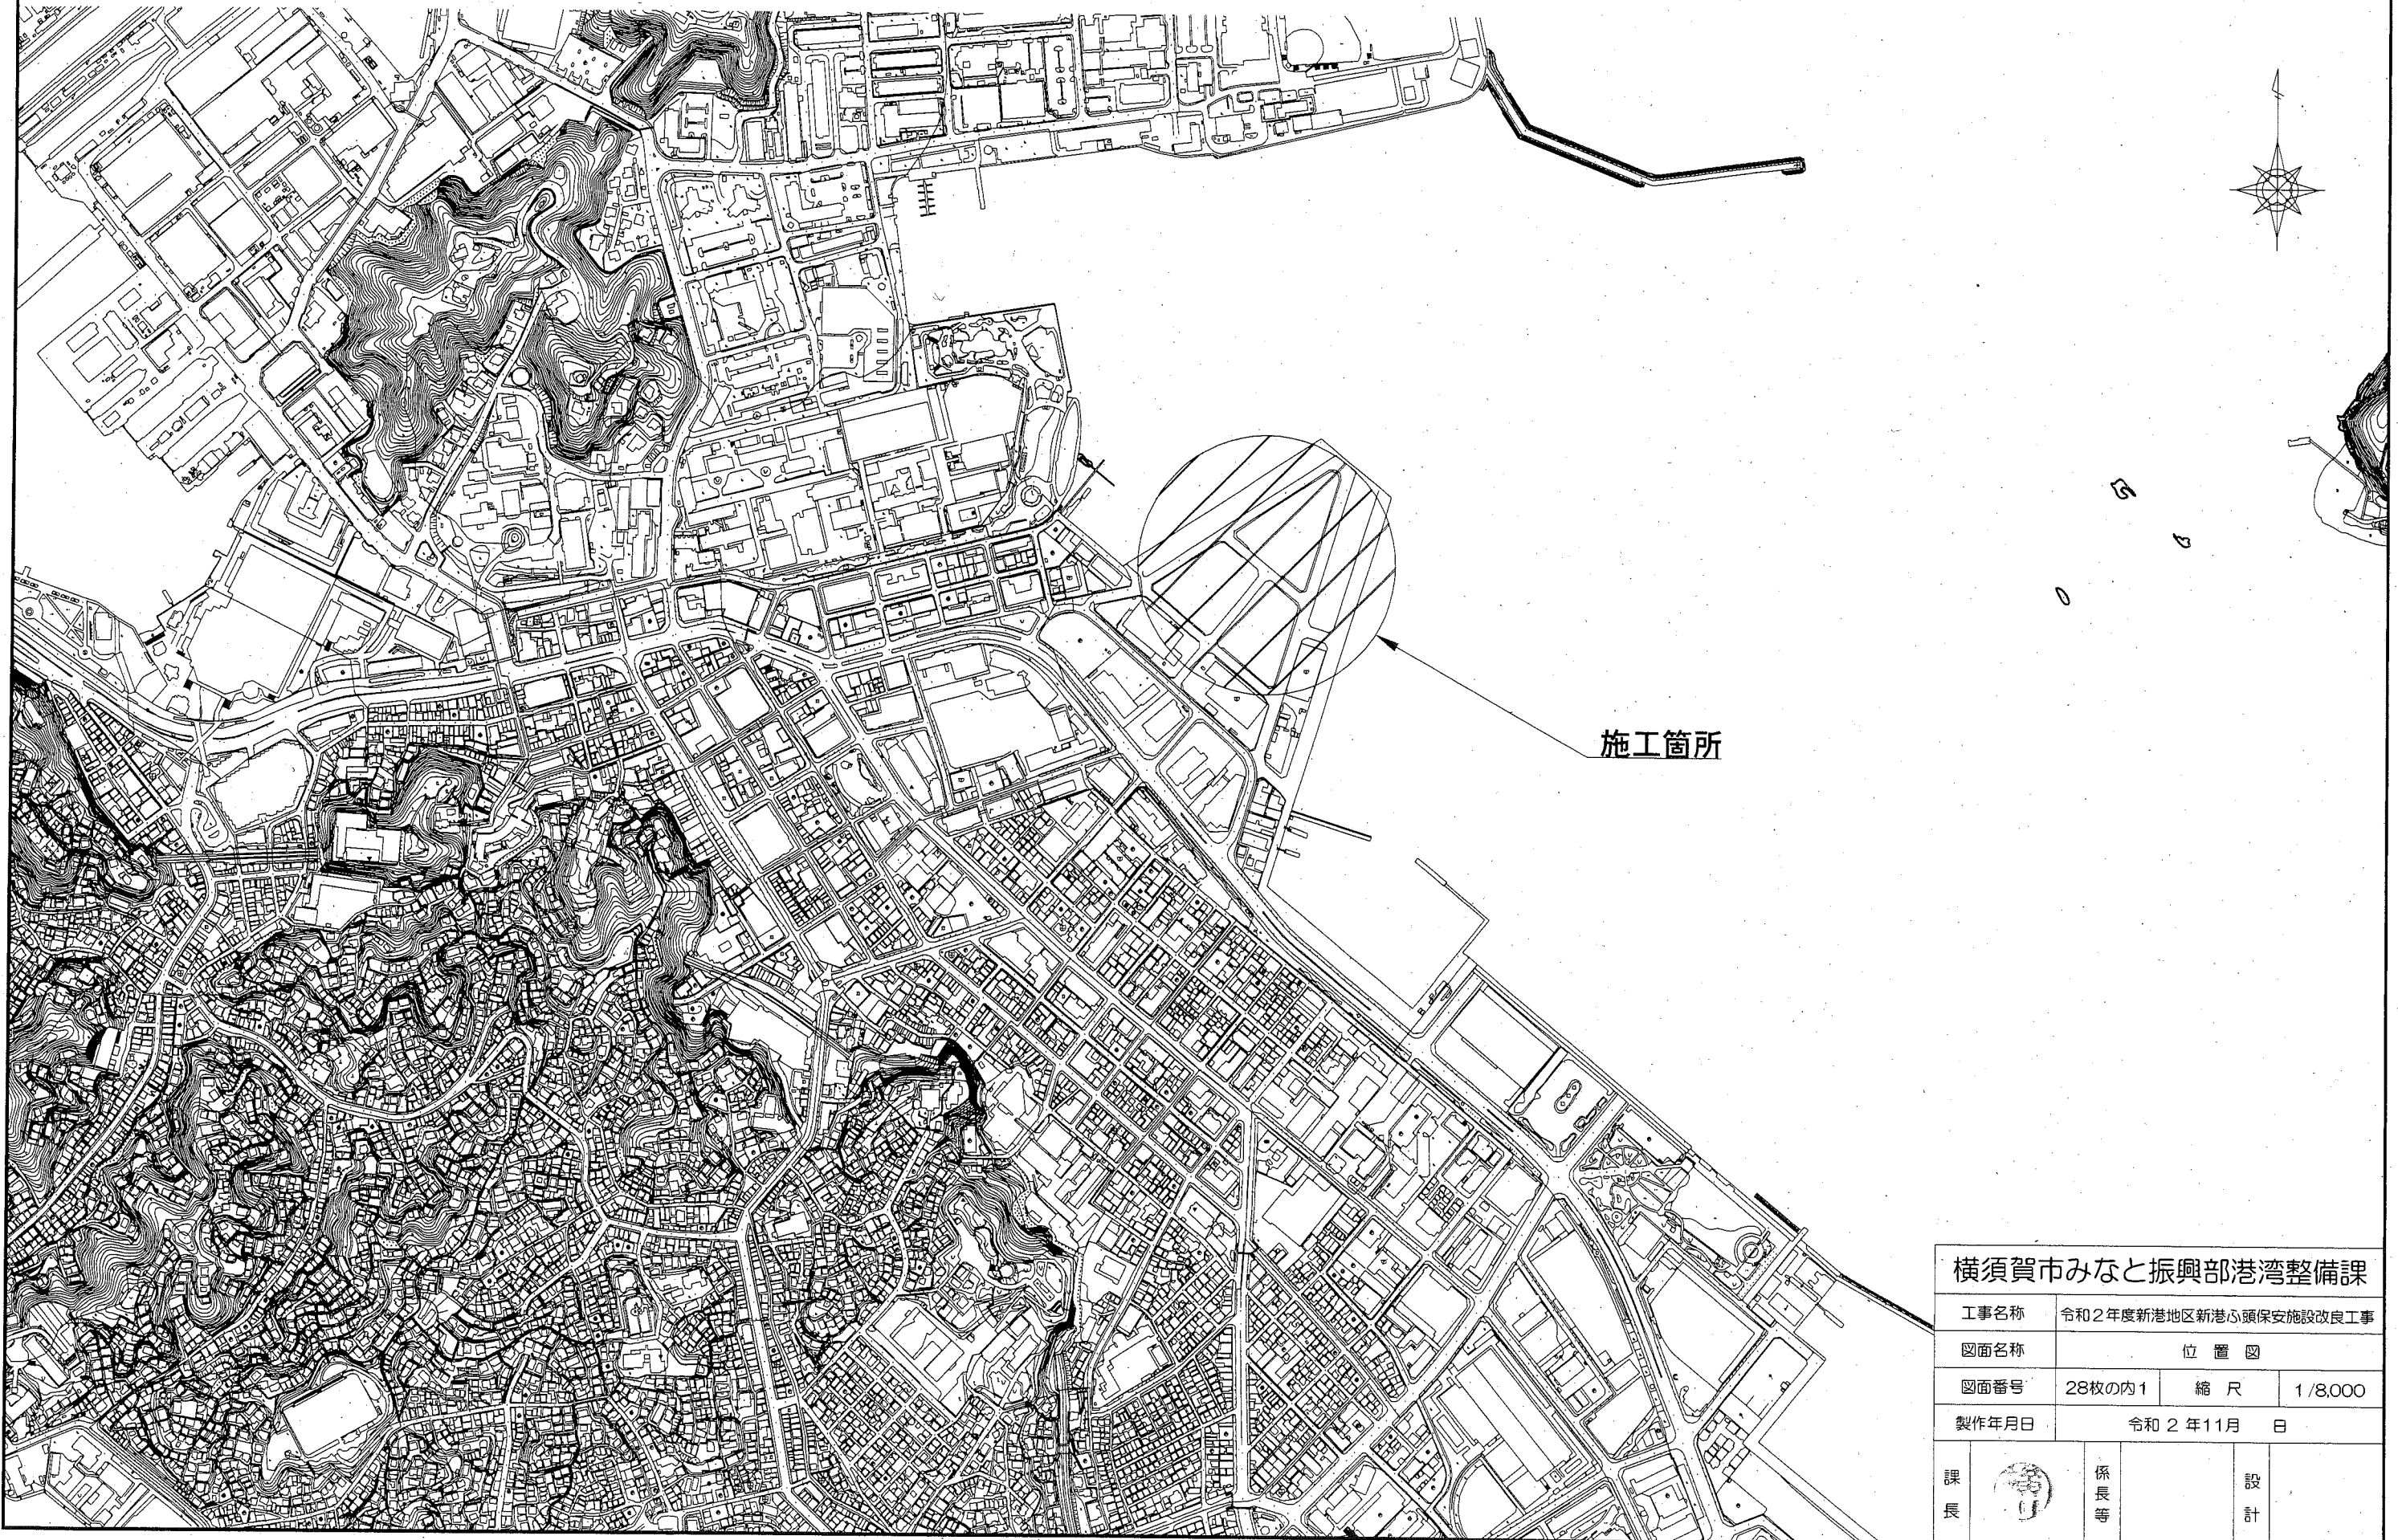 施工箇所
横須賀市みなと振興部港湾整備課
工事名称 令和2年度新港地区新港ふ頭保安施設改良工事
図面名称 位 置 図
図面番号 28枚の内1 縮 尺 1/8,000
製作年月日 令和 2 年11月 日
課長 係長等 設計